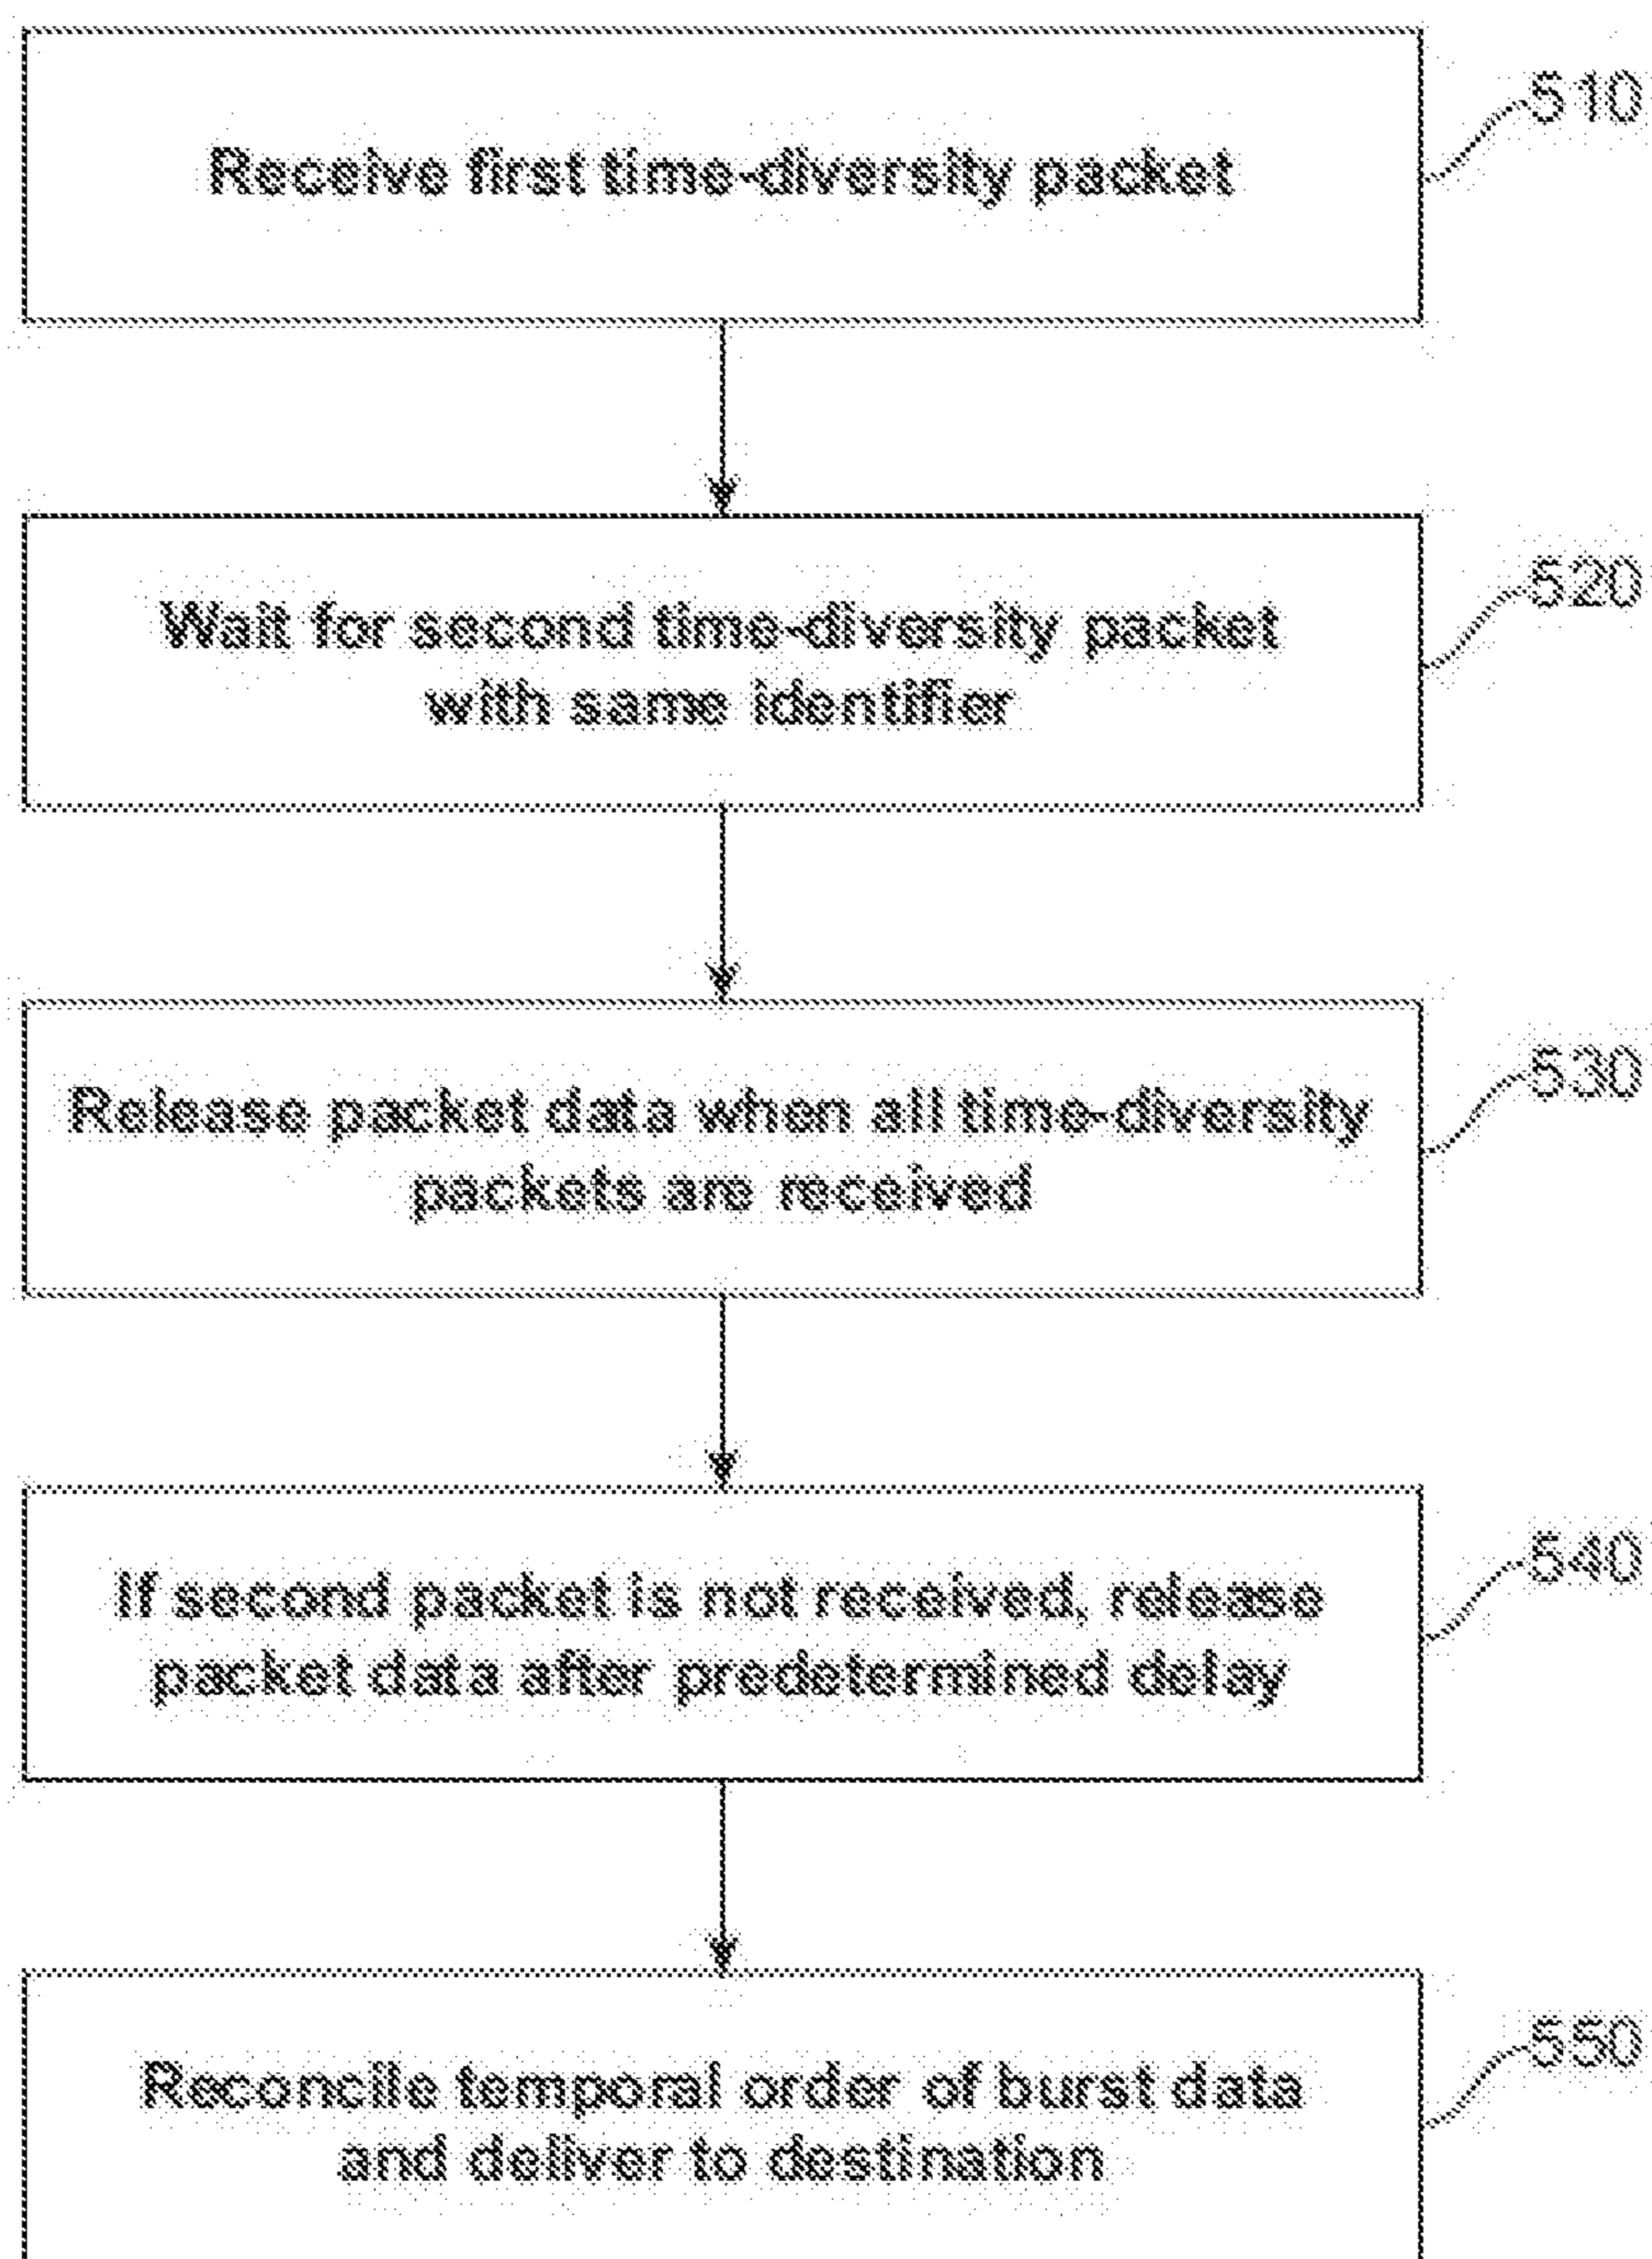 Receive first time-diversity packet
510
Wait for second time-diversity packet
with same identifier
520
Release packet data when all time-diversity
packets are received
530
If second packet is not received, release
packet data after predetermined delay
540
Reconcile temporal order of burst data
and deliver to destination
550